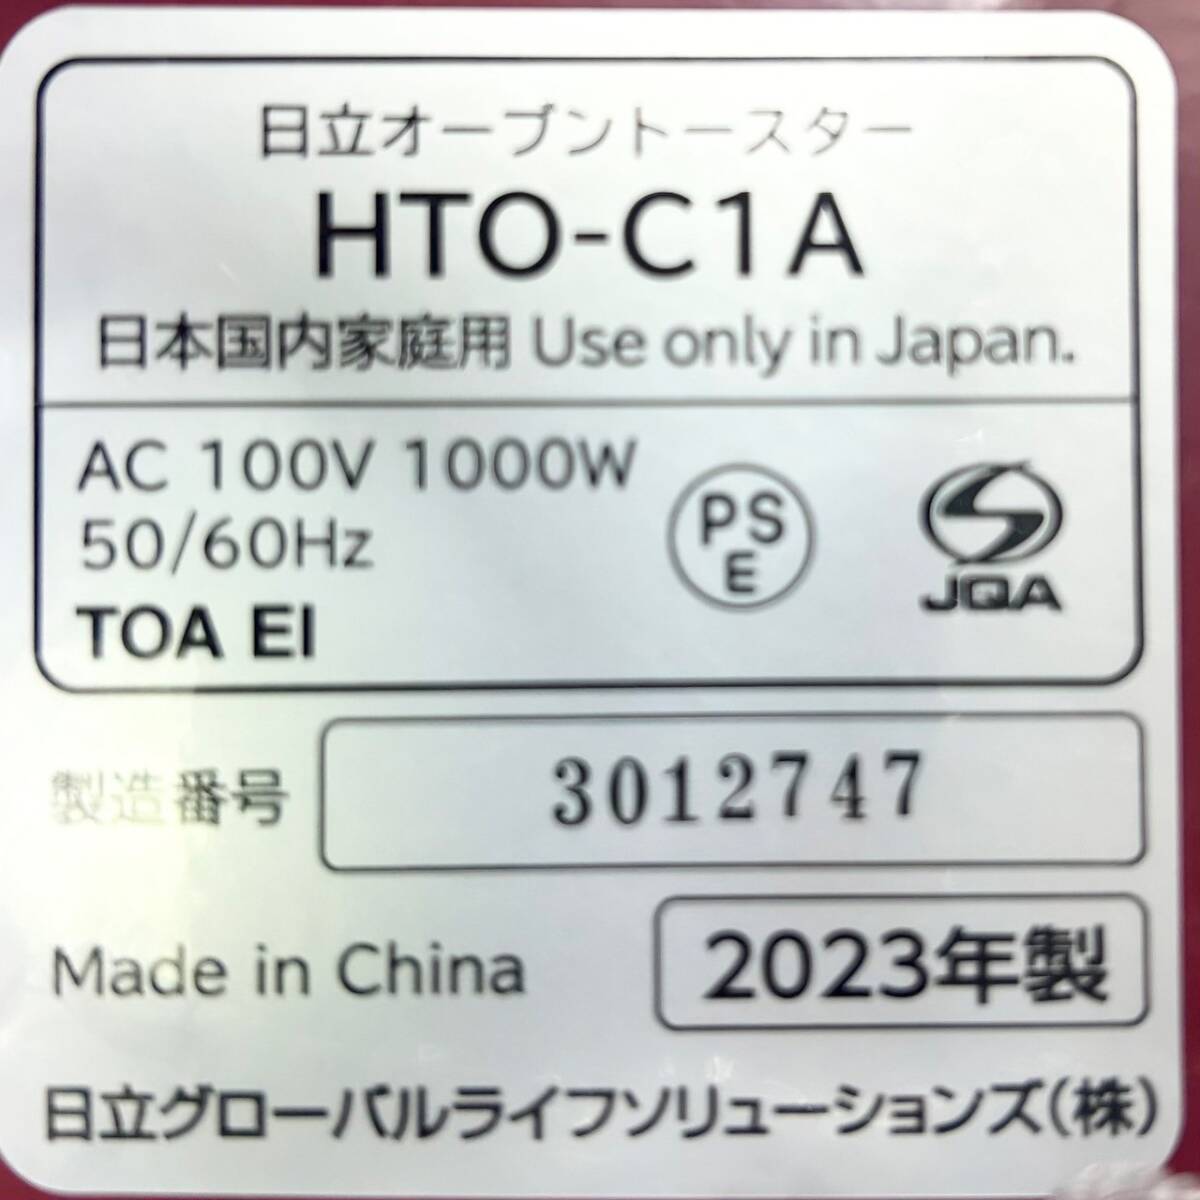 日立オーブントースター
HTO-C1A
日本国内家庭用 Use only in Japan.
AC 100V 1000W
50/60Hz
TOA EI
PS
E
JQA
製造番号 3012747
Made in China 2023年製
日立グローバルライフソリューションズ(株)